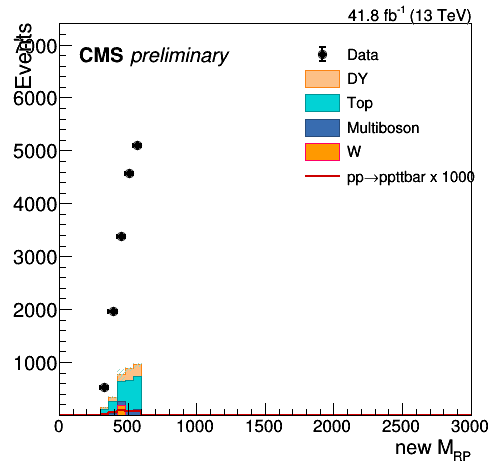 41.8 fb⁻¹ (13 TeV)
Events
CMS preliminary
Data
DY
Top
Multiboson
W
pp→ppttbar x 1000
7000
6000
5000
4000
3000
2000
1000
0 500 1000 1500 2000 2500 3000
new M_RP